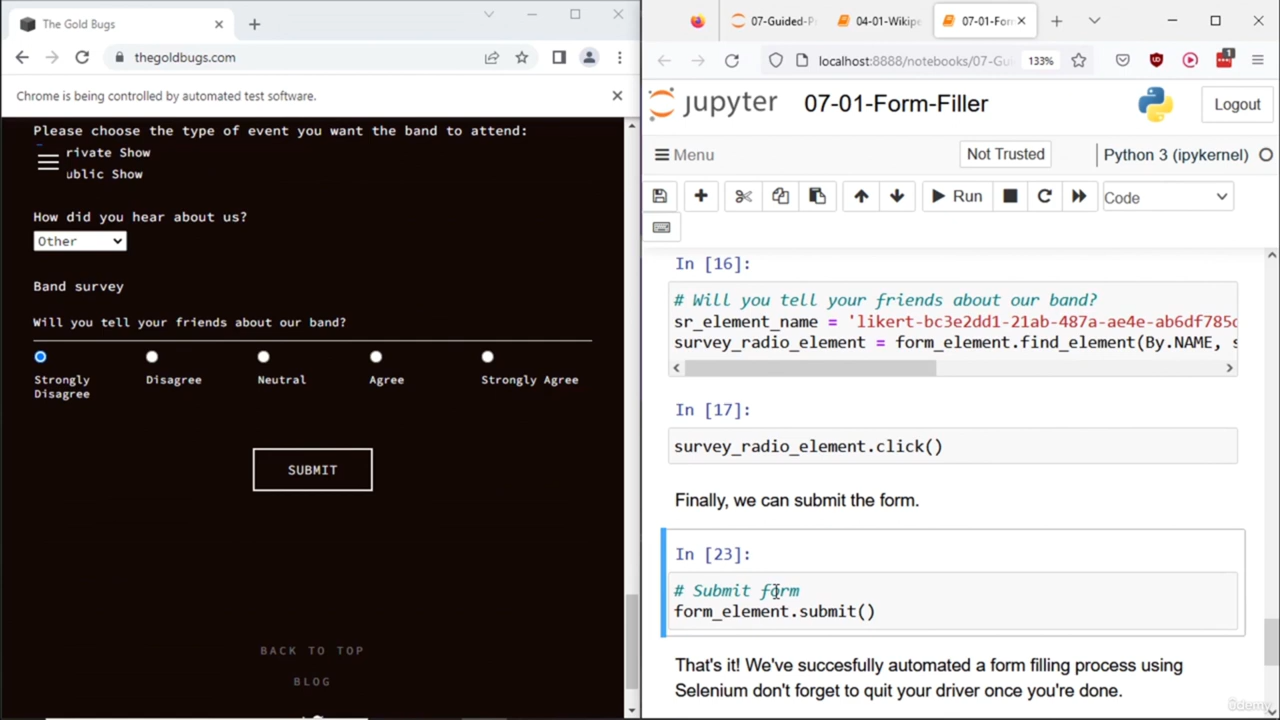 The Gold Bugs
thegoldbugs.com
Chrome is being controlled by automated test software.
Please choose the type of event you want the band to attend:
rivate Show
ublic Show
How did you hear about us?
Other
Band survey
Will you tell your friends about our band?
Strongly Disagree
Disagree
Neutral
Agree
Strongly Agree
SUBMIT
BACK TO TOP
BLOG
07-Guided-Pr
04-01-Wikipe
07-01-Form
localhost:8888/notebooks/07-Gui
133%
1
jupyter
07-01-Form-Filler
Logout
Menu
Not Trusted
Python 3 (ipykernel)
Run
Code
In [16]:
# Will you tell your friends about our band?
sr_element_name = 'likert-bc3e2dd1-21ab-487a-ae4e-ab6df785c
survey_radio_element = form_element.find_element(By.NAME, s
In [17]:
survey_radio_element.click()
Finally, we can submit the form.
In [23]:
# Submit form
form_element.submit()
That's it! We've succesfully automated a form filling process using
Selenium don't forget to quit your driver once you're done.
ûdemy